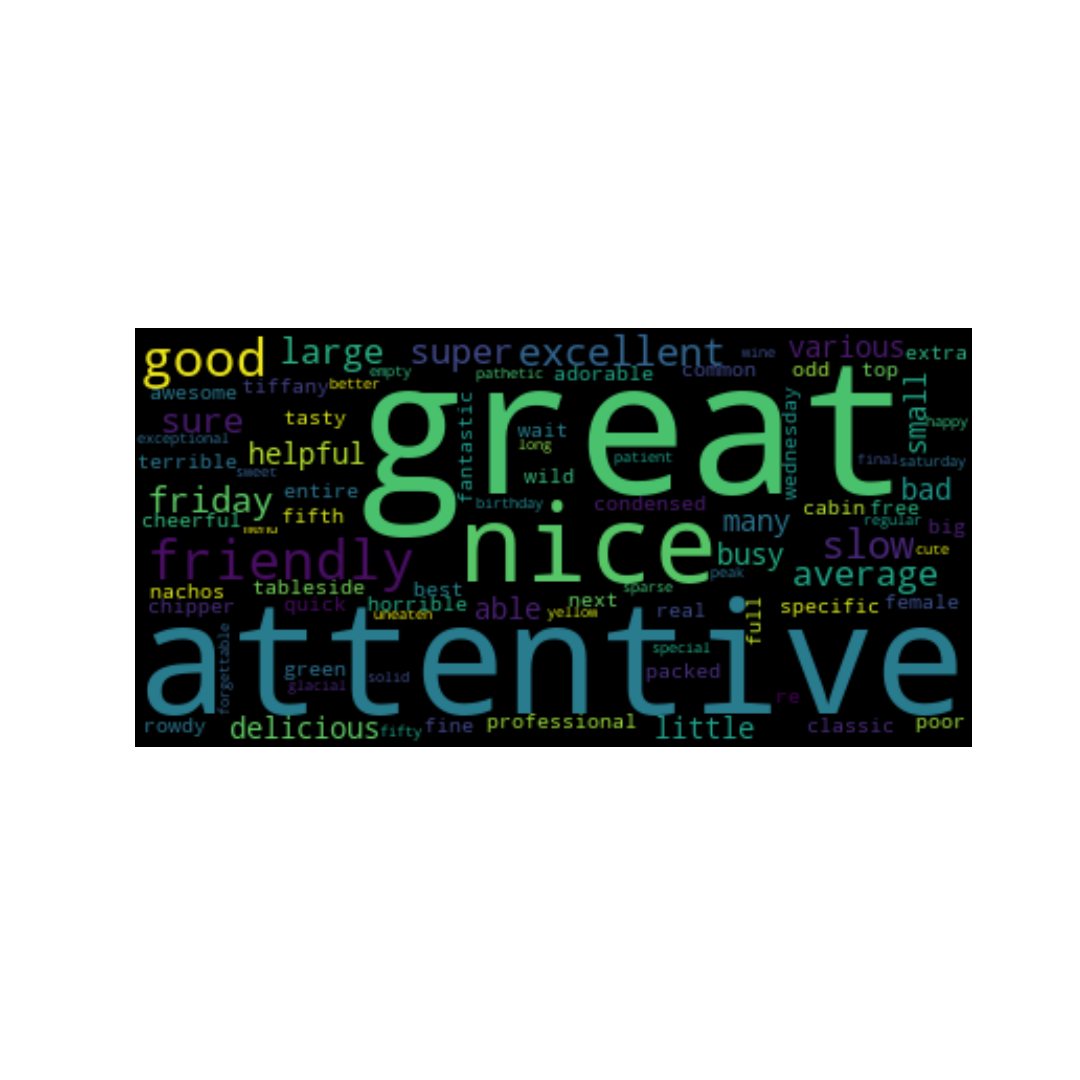 good
large
super
excellent
wine
various
extra
empty
pathetic
adorable
common
odd
top
awesome
tiffany
better
great
small
sure
tasty
fantastic
wait
wednesday
happy
exceptional
helpful
long
patient
terrible
sweet
wild
final
saturday
friday
entire
birthday
condensed
bad
cheerful
fifth
nice
many
cabin
free
regular
big
menu
friendly
busy
slow
cute
peak
average
nachos
tableside
best
sparse
chipper
quick
horrible
uneaten
able
next
yellow
real
full
specific
female
attentive
forgettable
green
glacial
solid
special
packed
re
rowdy
delicious
fifty
fine
professional
little
classic
poor